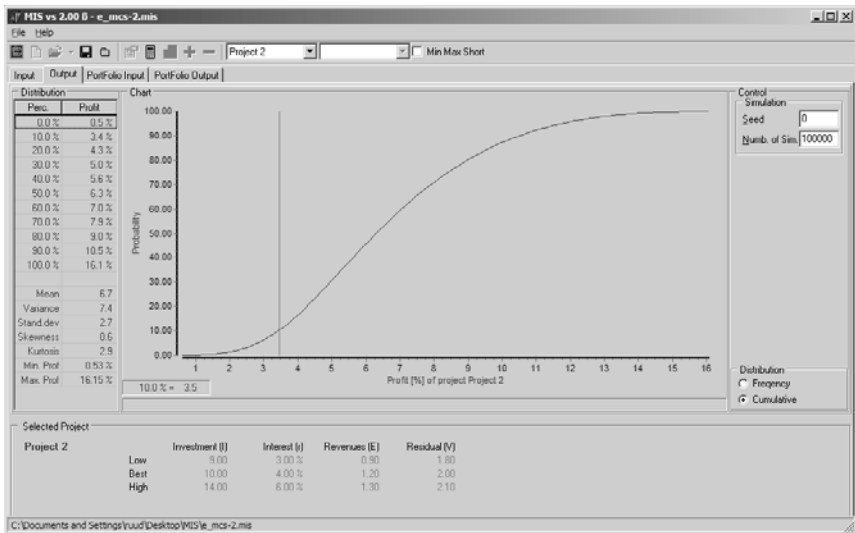 MIS vs 2.00 ß - e_mcs-2.mis
File Help
Project 2 Min Max Short
Input Output PortFolio Input PortFolio Output
Distribution
Perc. Profit
0.0 % 0.5 %
10.0 % 3.4 %
20.0 % 4.3 %
30.0 % 5.0 %
40.0 % 5.6 %
50.0 % 6.3 %
60.0 % 7.0 %
70.0 % 7.9 %
80.0 % 9.0 %
90.0 % 10.5 %
100.0 % 16.1 %
Mean 6.7
Variance 7.4
Stand.dev 2.7
Skewness 0.6
Kurtosis 2.9
Min. Prof 0.53 %
Max. Prof 16.15 %
Chart
100.00
90.00
80.00
70.00
60.00
50.00
40.00
30.00
20.00
10.00
0.00
Probability
1 2 3 4 5 6 7 8 9 10 11 12 13 14 15 16
Profit [%] of project Project 2
10.0 % = 3.5
Control
Simulation
Seed 0
Numb. of Sim. 100000
Distribution
Freqency
Cumulative
Selected Project
Project 2 Investment (I) Interest (r) Revenues (E) Residual (V)
Low 9.00 3.00 % 0.90 1.80
Best 10.00 4.00 % 1.20 2.00
High 14.00 6.00 % 1.30 2.10
C:\Documents and Settings\ruud\Desktop\MIS\e_mcs-2.mis